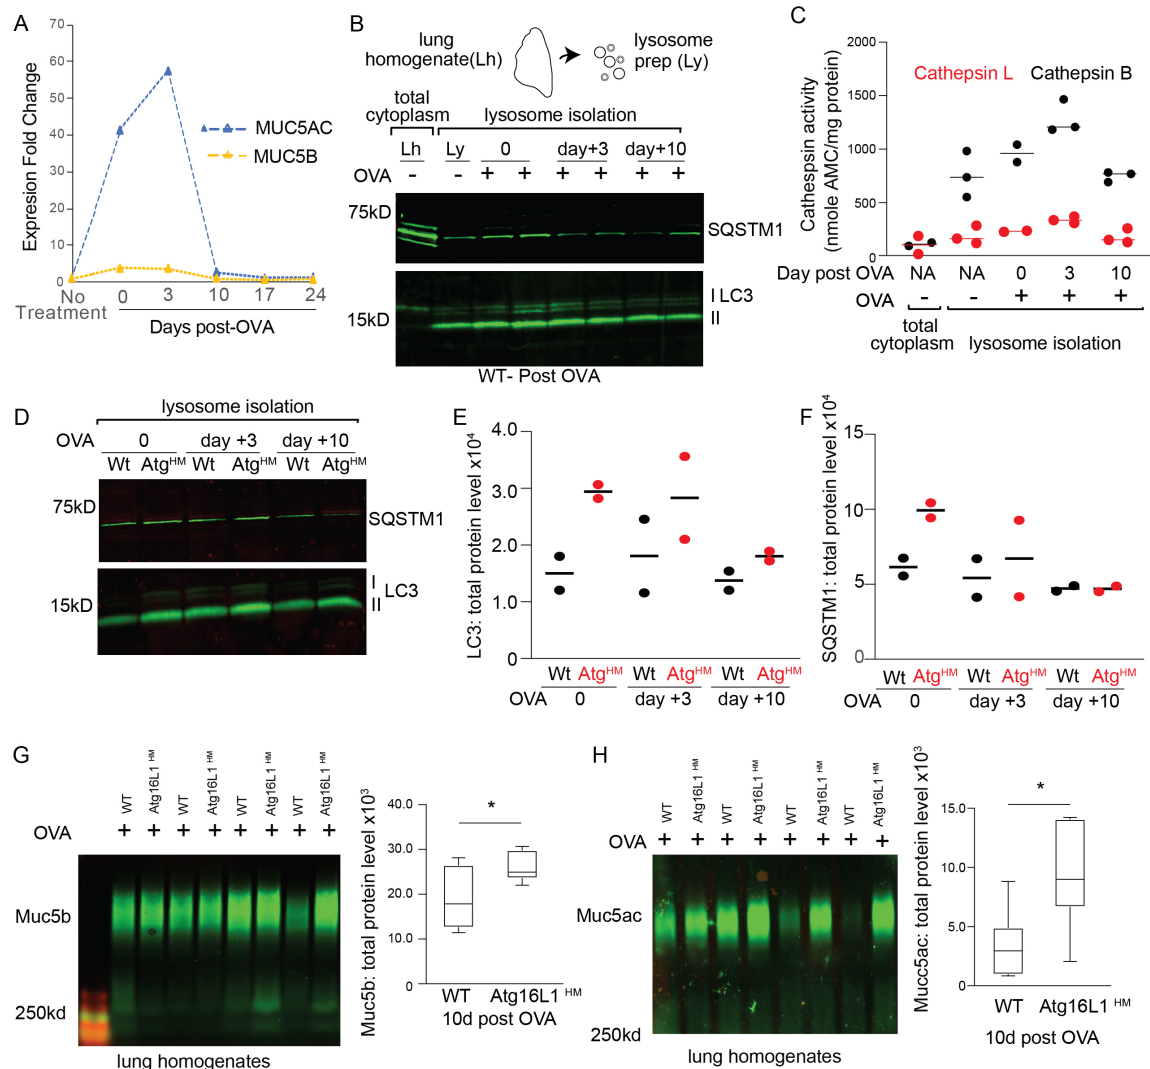 A
Expresion Fold Change
70
60
50
40
30
20
10
0
MUC5AC
MUC5B
No
Treatment
0 3 10 17 24
Days post-OVA
B
lung
homogenate(Lh)
lysosome
prep (Ly)
total
cytoplasm
lysosome isolation
Lh Ly 0 day+3 day+10
OVA - - + + + + + +
75kD
SQSTM1
I LC3
II
15kD
WT- Post OVA
C
Cathespsin activity
(nmole AMC/mg protein)
2000
1500
1000
500
0
Cathepsin L Cathepsin B
Day post OVA NA NA 0 3 10
OVA - - + + +
total
cytoplasm
lysosome isolation
D
lysosome isolation
OVA 0 day +3 day +10
Wt AtgHM Wt AtgHM Wt AtgHM
75kD
SQSTM1
I
LC3
II
15kD
E
LC3: total protein level x10⁴
4.0
3.0
2.0
1.0
0
Wt AtgHM Wt AtgHM Wt AtgHM
OVA 0 day +3 day +10
F
SQSTM1: total protein level x10⁴
15
10
5
0
Wt AtgHM Wt AtgHM Wt AtgHM
OVA 0 day +3 day +10
G
WT Atg16L1 HM WT Atg16L1 HM WT Atg16L1 HM WT Atg16L1 HM
OVA + + + + + + + +
Muc5b
250kd
lung homogenates
Muc5b: total protein level x10³
40.0
30.0
20.0
10.0
0
*
WT Atg16L1 HM
10d post OVA
H
WT Atg16L1 HM WT Atg16L1 HM WT Atg16L1 HM WT Atg16L1 HM
OVA + + + + + + + +
Muc5ac
250kd
lung homogenates
Mucc5ac: total protein level x10³
15.0
10.0
5.0
0
*
WT Atg16L1 HM
10d post OVA